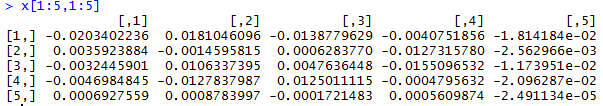 > x[1:5,1:5]
[,1] [,2] [,3] [,4] [,5]
[1,] -0.0203402236 0.0181046096 -0.0138779629 -0.0040751856 -1.814184e-02
[2,] 0.0035923884 -0.0014595815 0.0006283770 -0.0127315780 -2.562966e-03
[3,] -0.0032445901 0.0106337395 0.0047636448 -0.0155096532 -1.173951e-02
[4,] -0.0046984845 -0.0127837987 0.0125011115 -0.0004795632 -2.096287e-02
[5,] 0.0006927559 0.0008783997 -0.0001721483 0.0005609874 -2.491134e-05